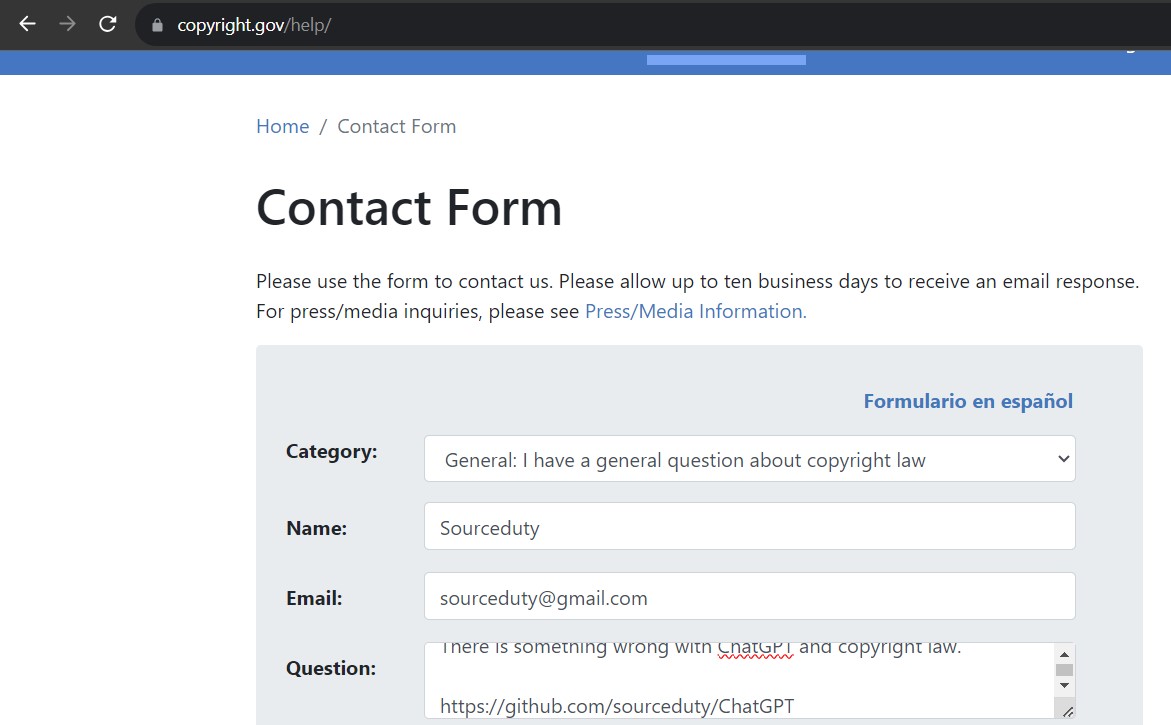 copyright.gov/help/
Home / Contact Form
Contact Form
Please use the form to contact us. Please allow up to ten business days to receive an email response.
For press/media inquiries, please see Press/Media Information.
Formulario en español
Category: General: I have a general question about copyright law
Name: Sourceduty
Email: sourceduty@gmail.com
There is something wrong with ChatGPT and copyright law.
Question:
https://github.com/sourceduty/ChatGPT